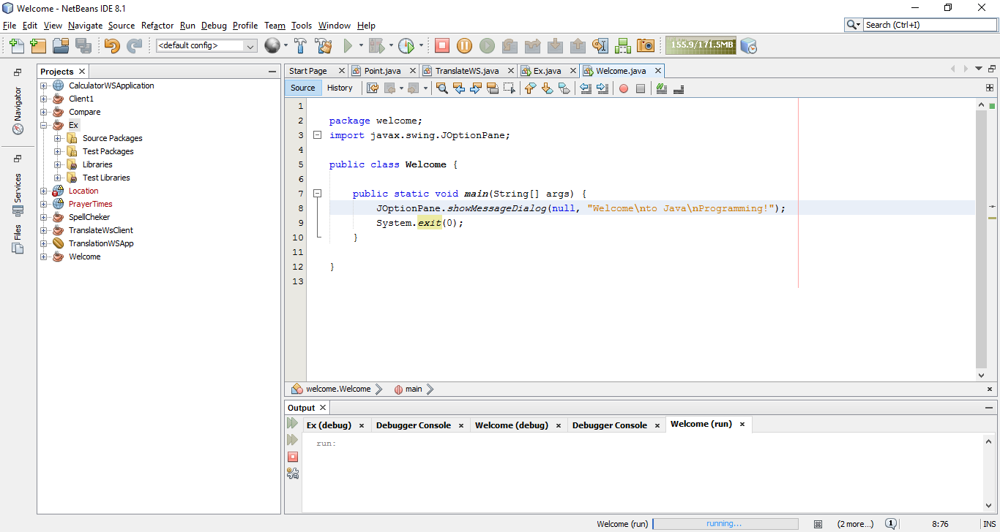 Welcome - NetBeans IDE 8.1
File Edit View Navigate Source Refactor Run Debug Profile Team Tools Window Help
Search (Ctrl+I)
<default config>
155.9/171.5MB
Navigator
Services
Files
Projects
CalculatorWSApplication
Client1
Compare
Ex
Source Packages
Test Packages
Libraries
Test Libraries
Location
PrayerTimes
SpellCheker
TranslateWsClient
TranslationWSApp
Welcome
Start Page Point.java TranslateWS.java Ex.java Welcome.java
Source History
1
2 package welcome;
3 import javax.swing.JOptionPane;
4
5 public class Welcome {
6
7 public static void main(String[] args) {
8 JOptionPane.showMessageDialog(null, "Welcome\nto Java\nProgramming!");
9 System.exit(0);
10 }
11
12 }
13
welcome.Welcome main
Output
Ex (debug) Debugger Console Welcome (debug) Debugger Console Welcome (run)
run:
Welcome (run) running... (2 more...) 1 8:76 INS